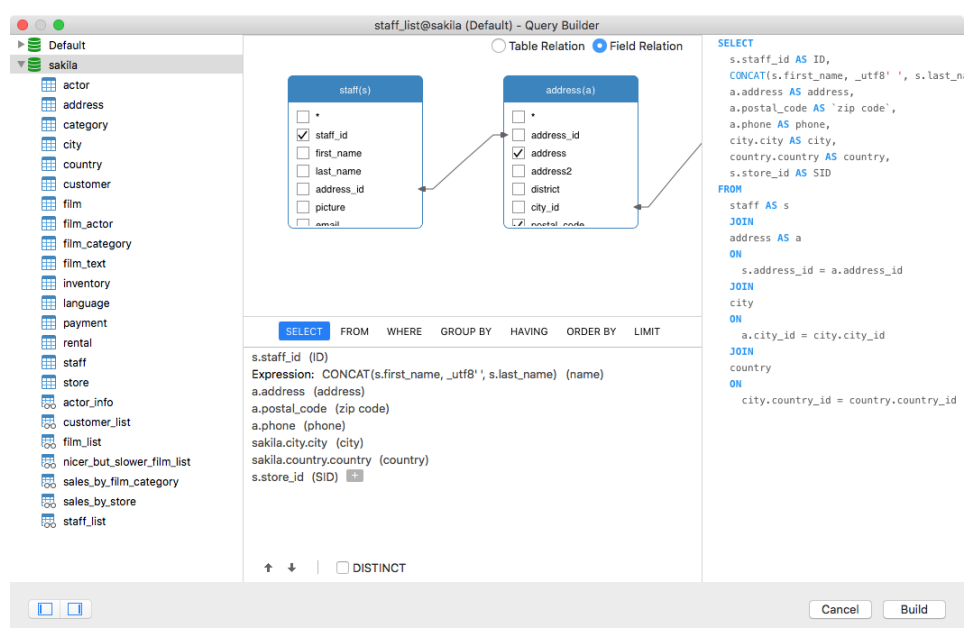 staff_list@sakila (Default) - Query Builder
Default
sakila
actor
address
category
city
country
customer
film
film_actor
film_category
film_text
inventory
language
payment
rental
staff
store
actor_info
customer_list
film_list
nicer_but_slower_film_list
sales_by_film_category
sales_by_store
staff_list
Table Relation Field Relation
staff(s)
*
staff_id
first_name
last_name
address_id
picture
email
address(a)
*
address_id
address
address2
district
city_id
postal_code
SELECT FROM WHERE GROUP BY HAVING ORDER BY LIMIT
s.staff_id (ID)
Expression: CONCAT(s.first_name, _utf8' ', s.last_name) (name)
a.address (address)
a.postal_code (zip code)
a.phone (phone)
sakila.city.city (city)
sakila.country.country (country)
s.store_id (SID) +
DISTINCT
SELECT
s.staff_id AS ID,
CONCAT(s.first_name, _utf8' ', s.last_na
a.address AS address,
a.postal_code AS `zip code`,
a.phone AS phone,
city.city AS city,
country.country AS country,
s.store_id AS SID
FROM
staff AS s
JOIN
address AS a
ON
s.address_id = a.address_id
JOIN
city
ON
a.city_id = city.city_id
JOIN
country
ON
city.country_id = country.country_id
Cancel Build